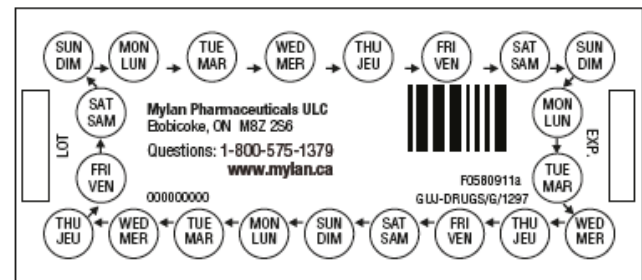 SUN MON TUE WED THU FRI SAT SUN
DIM LUN MAR MER JEU VEN SAM DIM
SAT
SAM
MON
LUN
Mylan Pharmaceuticals ULC
Etobicoke, ON M8Z 2S6
LOT
EXP.
Questions: 1-800-575-1379
www.mylan.ca
FRI
VEN
TUE
MAR
F0580911a
000000000
GUJ-DRUGS/G/1297
THU WED TUE MON SUN SAT FRI THU WED
JEU MER MAR LUN DIM SAM VEN JEU MER